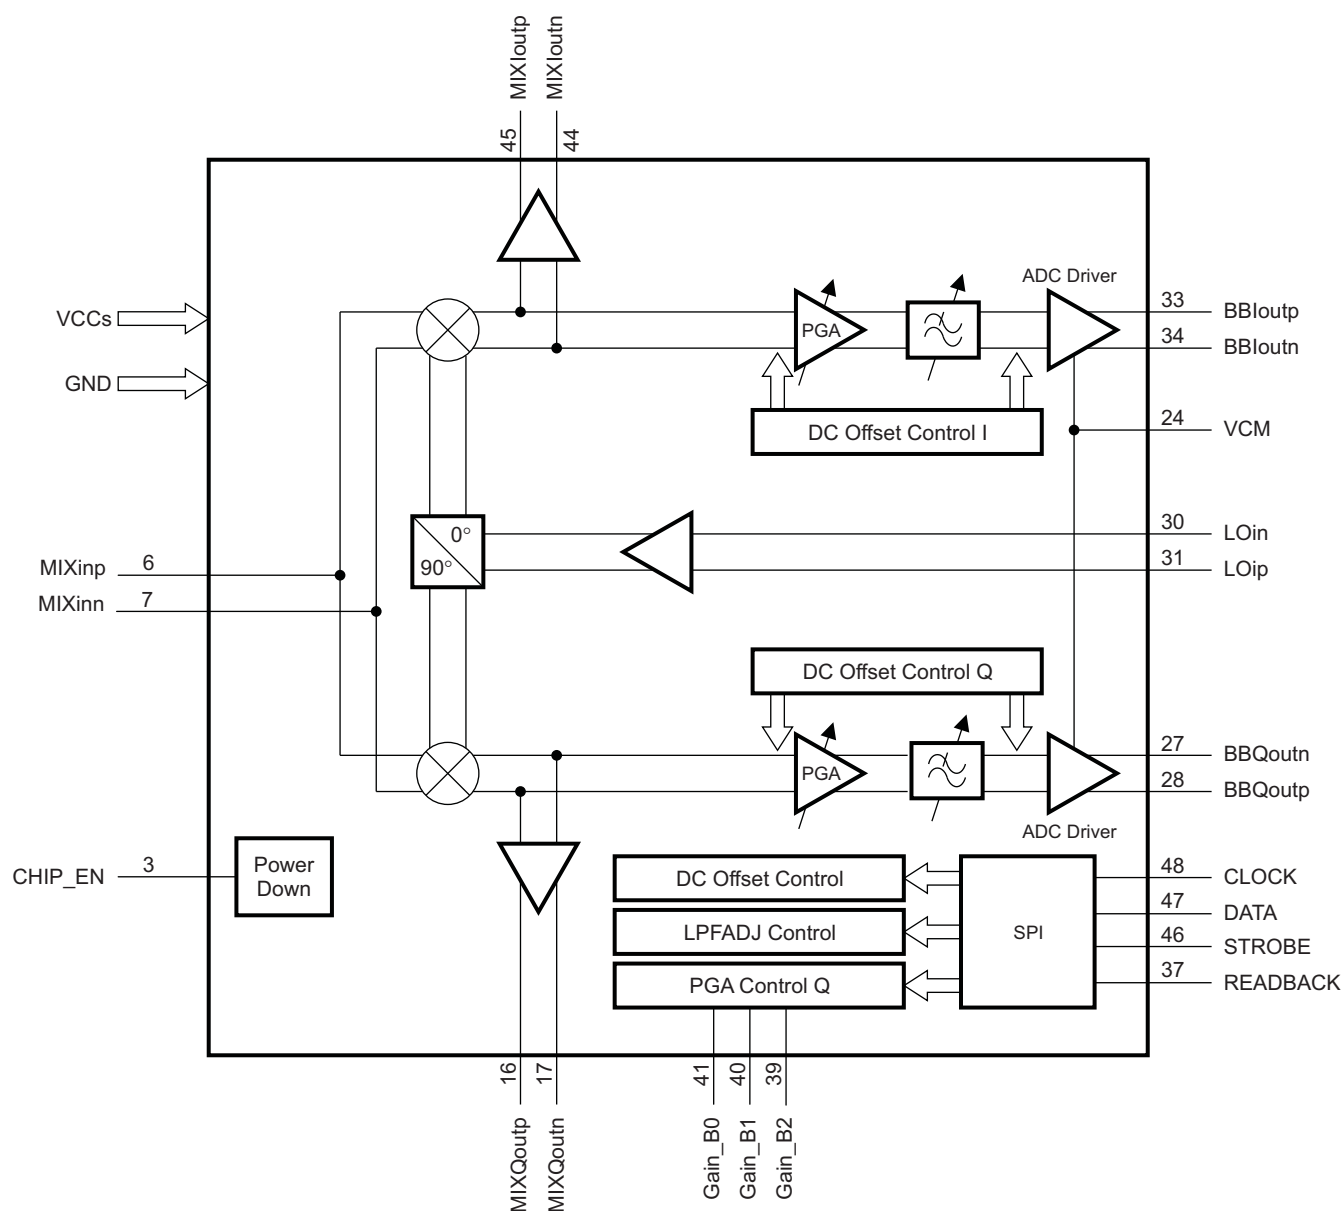 MIXIoutp
MIXIoutn
45
44
ADC Driver
VCCs
GND
PGA
33
BBIoutp
34
BBIoutn
DC Offset Control I
24
VCM
0°
90°
30
LOin
31
LOip
MIXinp
6
MIXinn
7
DC Offset Control Q
PGA
27
BBQoutn
28
BBQoutp
ADC Driver
CHIP_EN
3
Power
Down
DC Offset Control
LPFADJ Control
PGA Control Q
SPI
48
CLOCK
47
DATA
46
STROBE
37
READBACK
16
17
41
40
39
MIXQoutp
MIXQoutn
Gain_B0
Gain_B1
Gain_B2